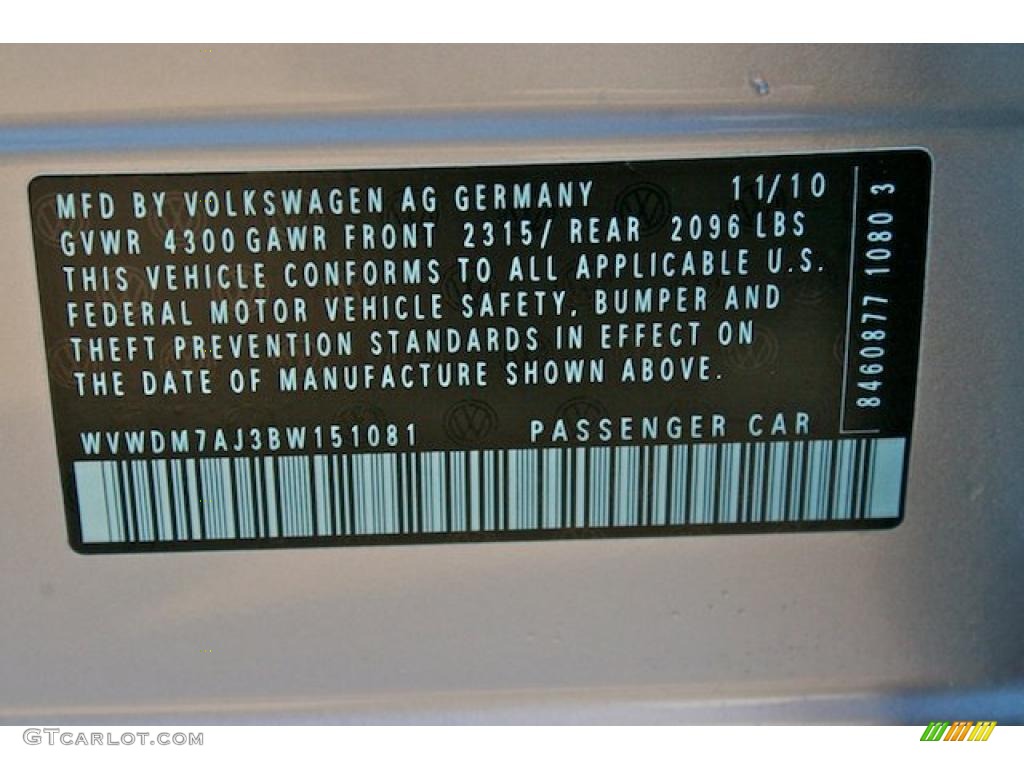 MFD BY VOLKSWAGEN AG GERMANY 11/10
GVWR 4300 GAWR FRONT 2315/ REAR 2096 LBS
THIS VEHICLE CONFORMS TO ALL APPLICABLE U.S.
FEDERAL MOTOR VEHICLE SAFETY, BUMPER AND
THEFT PREVENTION STANDARDS IN EFFECT ON
THE DATE OF MANUFACTURE SHOWN ABOVE.
WVWDM7AJ3BW151081 PASSENGER CAR
8460877 1080 3
GTCARLOT.COM